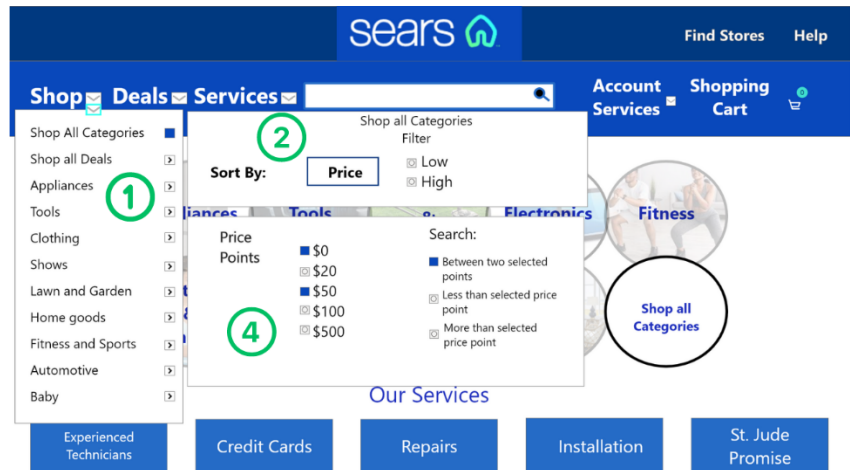 sears
Find Stores Help
Shop Deals Services
Account
Services
Shopping
Cart
0
Shop All Categories
Shop all Deals
Appliances
Tools
Clothing
Shows
Lawn and Garden
Home goods
Fitness and Sports
Automotive
Baby
1
2
Shop all Categories
Filter
Sort By:
Price
Low
High
liances
Tools
&
Electronics
Fitness
Price
Points
$0
$20
$50
$100
$500
4
Search:
Between two selected
points
Less than selected price
point
More than selected
price point
Shop all
Categories
Our Services
Experienced
Technicians
Credit Cards
Repairs
Installation
St. Jude
Promise